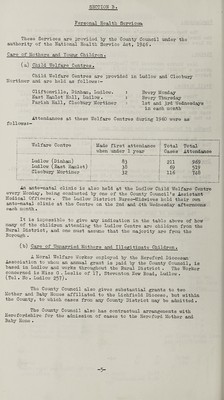 SECTION B.
Personal Health Services
These Services are provided by the County Council under the
authority of the National Health Service Act, 1946.
Care of Mothers and Young Children.
(a) Child Welfare Centres.
Child Welfare Centres are provided in Ludlow and Cleobury
Mortimer and are held as follows:-
Cliftonville, Dinham, Ludlow. : Every Monday
East Hamlet Hall, Ludlow. : Every Thursday
Parish Hall, Cleobury Mortimer : 1st and 3rd Wednesdays
in each month
Attendances at these Welfare Centres during 1960 were as
follows:-
Welfare Centre Made first attendance Total Total
when under 1 year Cases Attendance
Ludlow (Dinham) 83 221 989
Ludlow (East Hamlet) 38 89 579
Cleobury Mortimer 32 116 748
An ante-natal clinic is also held at the Ludlow Child Welfare Centre
every Monday, being conducted by one of the County Council's Assistant
Medical Officers. The Ludlow District Nurse-Midwives hold their own
ante-natal clinic at the Centre on the 2nd and 4th Wednesday afternoons
each month.
It is impossible to give any indication in the table above of how
many of the children attending the Ludlow Centre are children from the
Rural District, and one must assume that the majority are from the
Borough.
(b) Care of Unmarried Mothers and Illegitimate Children.
A Moral Welfare Worker employed by the Hereford Diocesan
Association to whom an annual grant is paid by the County Council, is
based in Ludlow and works throughout the Rural District. The Worker
concerned is Miss C. Leslie of 17, Steventon New Road, Ludlow.
(Tel. No. Ludlow 237).
The County Council also gives substantial grants to two
Mother and Baby Homes affiliated to the Lichfield Diocese, but within
the County, to which cases from any County District may be admitted.
The County Council also has contractual arrangements with
Herefordshire for the admission of cases to the Hereford Mother and
Baby Home.
-5-